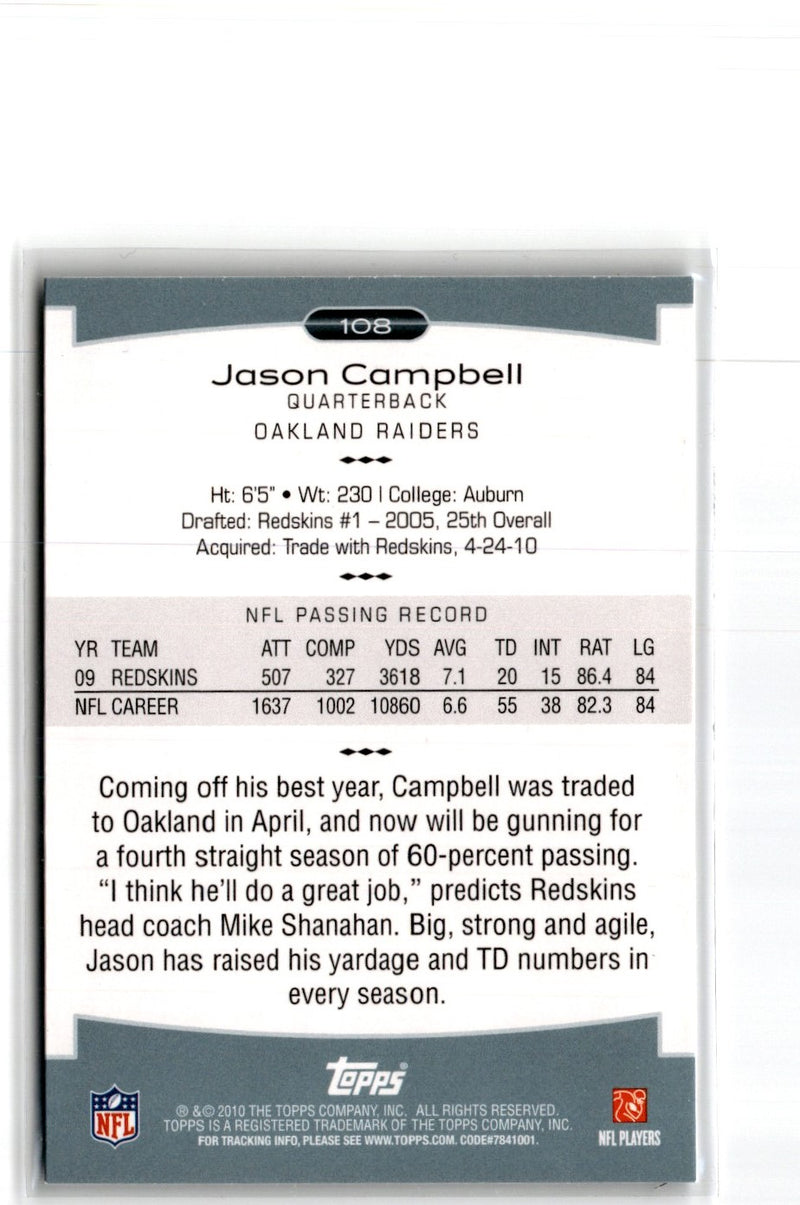 108
Jason Campbell
QUARTERBACK
OAKLAND RAIDERS
Ht: 6'5" • Wt: 230 | College: Auburn
Drafted: Redskins #1 – 2005, 25th Overall
Acquired: Trade with Redskins, 4-24-10
NFL PASSING RECORD
YR TEAM ATT COMP YDS AVG TD INT RAT LG
09 REDSKINS 507 327 3618 7.1 20 15 86.4 84
NFL CAREER 1637 1002 10860 6.6 55 38 82.3 84
Coming off his best year, Campbell was traded
to Oakland in April, and now will be gunning for
a fourth straight season of 60-percent passing.
“I think he’ll do a great job,” predicts Redskins
head coach Mike Shanahan. Big, strong and agile,
Jason has raised his yardage and TD numbers in
every season.
Topps®
® & © 2010 THE TOPPS COMPANY, INC. ALL RIGHTS RESERVED.
TOPPS IS A REGISTERED TRADEMARK OF THE TOPPS COMPANY, INC.
FOR TRACKING INFO, PLEASE SEE WWW.TOPPS.COM. CODE#7841001.
NFL
NFL PLAYERS